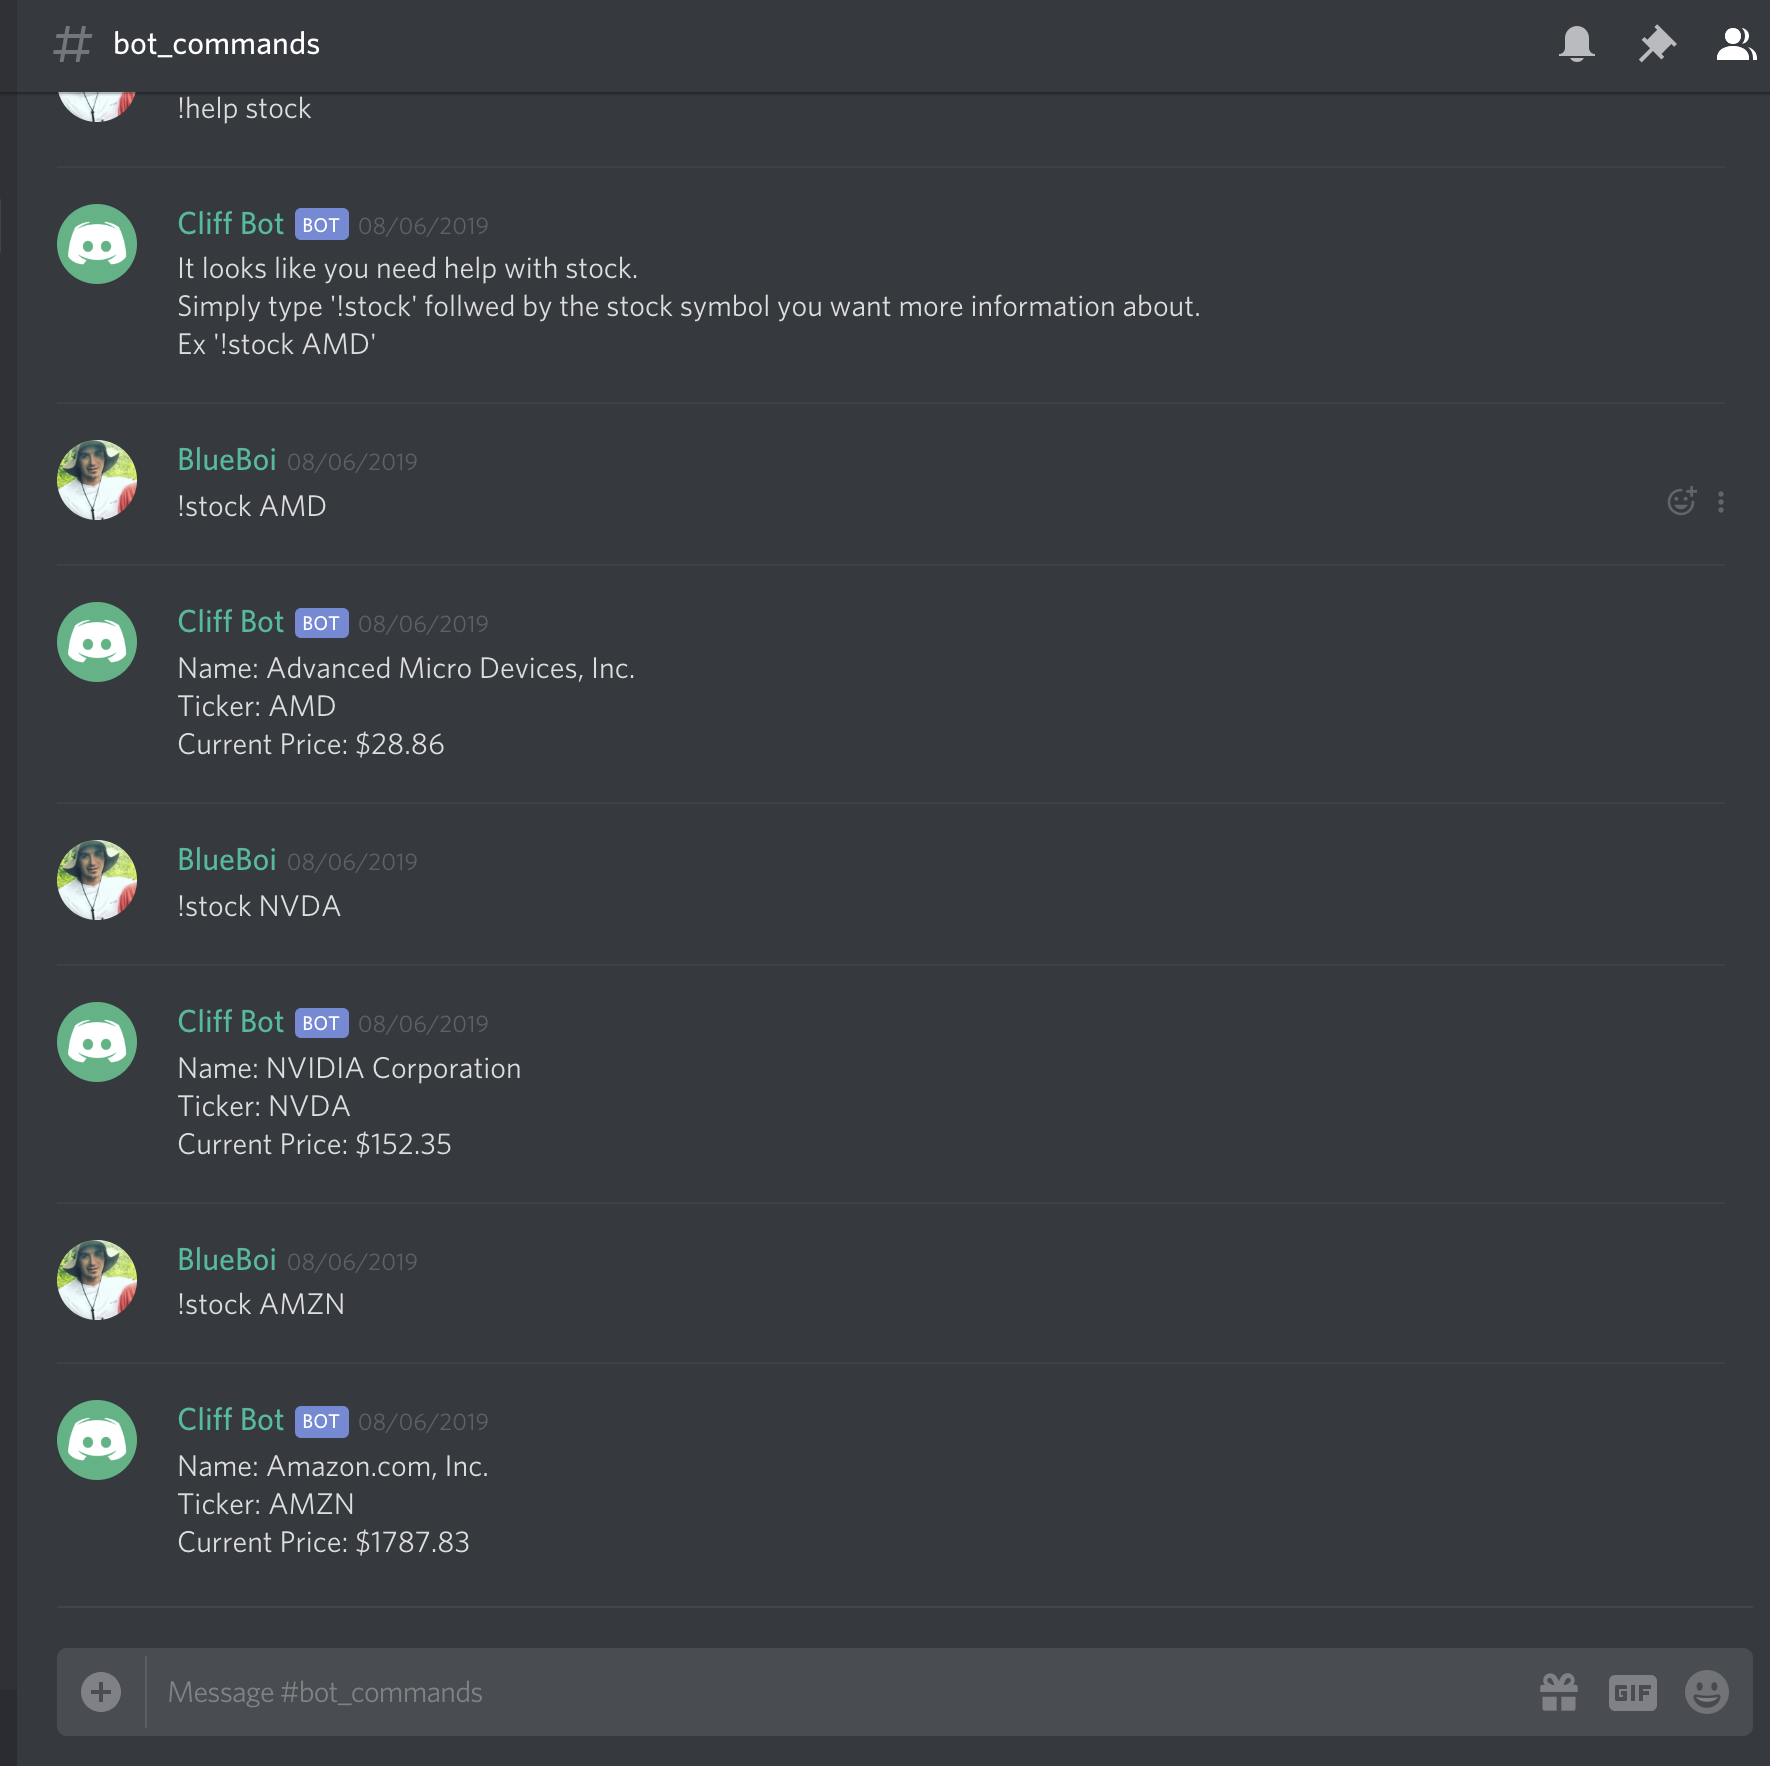 # bot_commands
!help stock
Cliff Bot BOT 08/06/2019
It looks like you need help with stock.
Simply type '!stock' follwed by the stock symbol you want more information about.
Ex '!stock AMD'
BlueBoi 08/06/2019
!stock AMD
Cliff Bot BOT 08/06/2019
Name: Advanced Micro Devices, Inc.
Ticker: AMD
Current Price: $28.86
BlueBoi 08/06/2019
!stock NVDA
Cliff Bot BOT 08/06/2019
Name: NVIDIA Corporation
Ticker: NVDA
Current Price: $152.35
BlueBoi 08/06/2019
!stock AMZN
Cliff Bot BOT 08/06/2019
Name: Amazon.com, Inc.
Ticker: AMZN
Current Price: $1787.83
Message #bot_commands GIF